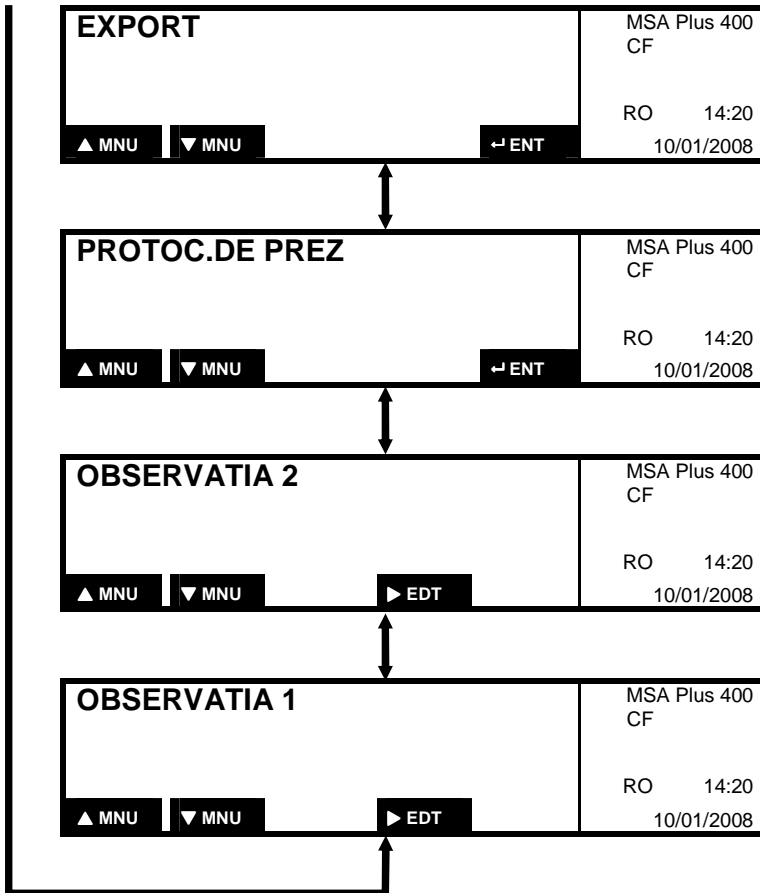 EXPORT
MSA Plus 400
CF
RO 14:20
▲ MNU ▼ MNU ↵ ENT 10/01/2008
PROTOC.DE PREZ
MSA Plus 400
CF
RO 14:20
▲ MNU ▼ MNU ↵ ENT 10/01/2008
OBSERVATIA 2
MSA Plus 400
CF
RO 14:20
▲ MNU ▼ MNU ▶ EDT 10/01/2008
OBSERVATIA 1
MSA Plus 400
CF
RO 14:20
▲ MNU ▼ MNU ▶ EDT 10/01/2008